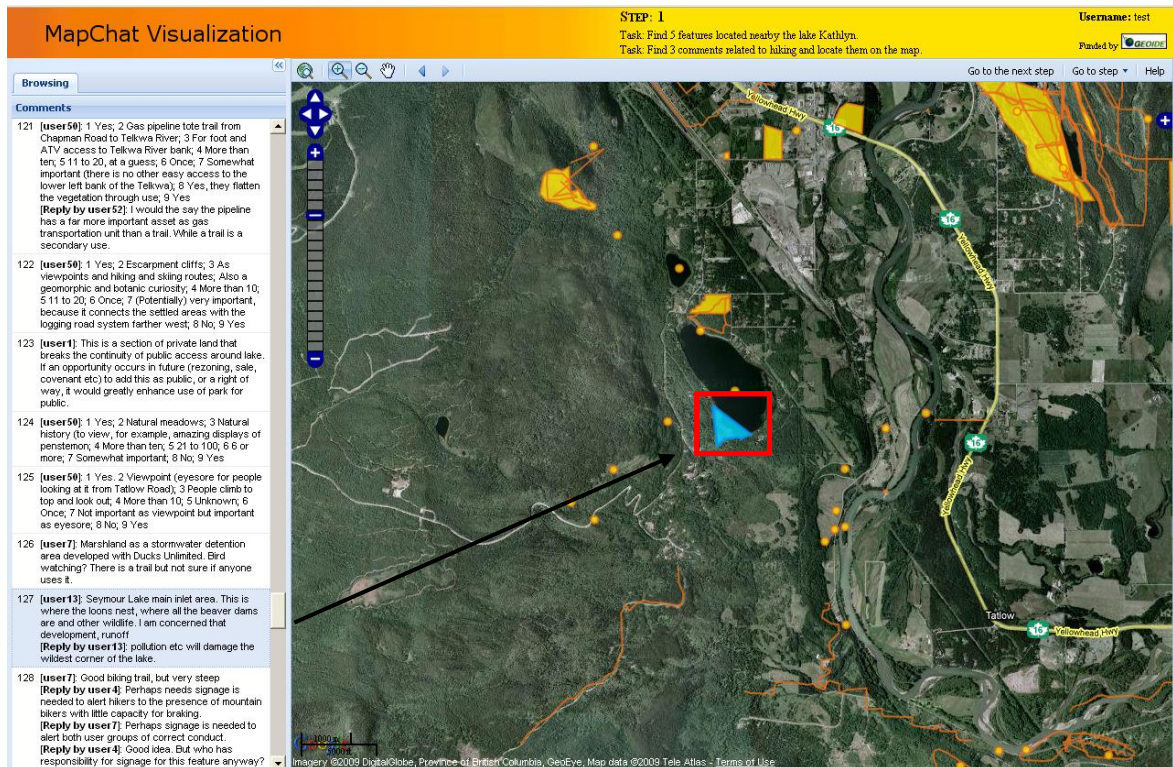 MapChat Visualization
STEP: 1
Task: Find 5 features located nearby the lake Kathlyn.
Task: Find 3 comments related to hiking and locate them on the map.
Username: test
Funded by GEOIDE
Browsing
Go to the next step Go to step Help
Comments
121 [user50]: 1 Yes; 2 Gas pipeline tote trail from
Chapman Road to Telkwa River; 3 For foot and
ATV access to Telkwa River bank; 4 More than
ten; 5 11 to 20, at a guess; 6 Once; 7 Somewhat
important (there is no other easy access to the
lower left bank of the Telkwa); 8 Yes, they flatten
the vegetation through use; 9 Yes
[Reply by user52]: I would the say the pipeline
has a far more important asset as gas
transportation unit than a trail. While a trail is a
secondary use.
122 [user50]: 1 Yes; 2 Escarpment cliffs; 3 As
viewpoints and hiking and skiing routes; Also a
geomorphic and botanic curiosity; 4 More than 10;
5 11 to 20; 6 Once; 7 (Potentially) very important,
because it connects the settled areas with the
logging road system farther west; 8 No; 9 Yes
123 [user1]: This is a section of private land that
breaks the continuity of public access around lake.
If an opportunity occurs in future (rezoning, sale,
covenant etc) to add this as public, or a right of
way, it would greatly enhance use of park for
public.
124 [user50]: 1 Yes; 2 Natural meadows; 3 Natural
history (to view, for example, amazing displays of
penstemon; 4 More than ten; 5 21 to 100; 6 6 or
more; 7 Somewhat important; 8 No; 9 Yes
125 [user50]: 1 Yes. 2 Viewpoint (eyesore for people
looking at it from Tatlow Road); 3 People climb to
top and look out; 4 More than 10; 5 Unknown; 6
Once; 7 Not important as viewpoint but important
as eyesore; 8 No; 9 Yes
126 [user7]: Marshland as a stormwater detention
area developed with Ducks Unlimited. Bird
watching? There is a trail but not sure if anyone
uses it.
127 [user13]: Seymour Lake main inlet area. This is
where the loons nest, where all the beaver dams
are and other wildlife. I am concerned that
development, runoff
[Reply by user13]: pollution etc will damage the
wildest corner of the lake.
128 [user7]: Good biking trail, but very steep
[Reply by user4]: Perhaps needs signage is
needed to alert hikers to the presence of mountain
bikers with little capacity for braking.
[Reply by user7]: Perhaps signage is needed to
alert both user groups of correct conduct.
[Reply by user4]: Good idea. But who has
responsibility for signage for this feature anyway?
Yellowhead Hwy
16
Yellowhead Hwy
16
Yellowhead Hwy
16
Yellowhead Hwy
Tatlow
16
Yellowhead Hwy
Imagery ©2009 DigitalGlobe, Province of British Columbia, GeoEye, Map data ©2009 Tele Atlas - Terms of Use